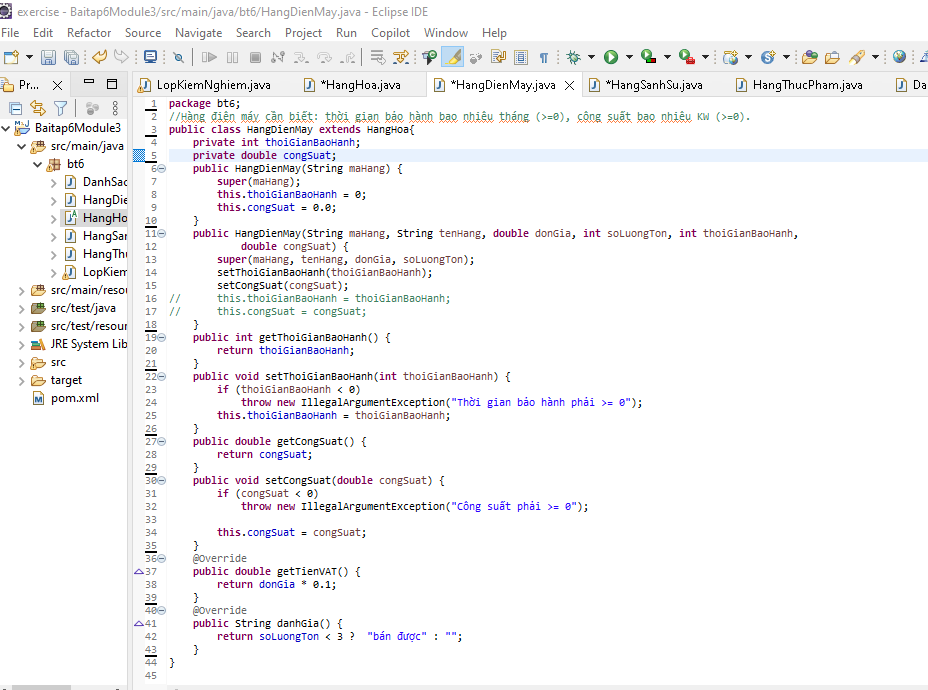 exercise - Baitap6Module3/src/main/java/bt6/HangDienMay.java - Eclipse IDE
File Edit Refactor Source Navigate Search Project Run Copilot Window Help
Pr... LopKiemNghiem.java *HangHoa.java *HangDienMay.java *HangSanhSu.java HangThucPham.java Da
Baitap6Module3
src/main/java
bt6
DanhSac
HangDie
HangHo
HangSar
HangThu
LopKiem
src/main/resou
src/test/java
src/test/resour
JRE System Lib
src
target
pom.xml
1 package bt6;
2 //Hàng điện máy cần biết: thời gian bảo hành bao nhiêu tháng (>=0), công suất bao nhiêu KW (>=0).
3 public class HangDienMay extends HangHoa{
4 private int thoiGianBaoHanh;
5 private double congSuat;
6 public HangDienMay(String maHang) {
7 super(maHang);
8 this.thoiGianBaoHanh = 0;
9 this.congSuat = 0.0;
10 }
11 public HangDienMay(String maHang, String tenHang, double donGia, int soLuongTon, int thoiGianBaoHanh,
12 double congSuat) {
13 super(maHang, tenHang, donGia, soLuongTon);
14 setThoiGianBaoHanh(thoiGianBaoHanh);
15 setCongSuat(congSuat);
16 // this.thoiGianBaoHanh = thoiGianBaoHanh;
17 // this.congSuat = congSuat;
18 }
19 public int getThoiGianBaoHanh() {
20 return thoiGianBaoHanh;
21 }
22 public void setThoiGianBaoHanh(int thoiGianBaoHanh) {
23 if (thoiGianBaoHanh < 0)
24 throw new IllegalArgumentException("Thời gian bảo hành phải >= 0");
25 this.thoiGianBaoHanh = thoiGianBaoHanh;
26 }
27 public double getCongSuat() {
28 return congSuat;
29 }
30 public void setCongSuat(double congSuat) {
31 if (congSuat < 0)
32 throw new IllegalArgumentException("Công suất phải >= 0");
33
34 this.congSuat = congSuat;
35 }
36 @Override
37 public double getTienVAT() {
38 return donGia * 0.1;
39 }
40 @Override
41 public String danhGia() {
42 return soLuongTon < 3 ? "bán được" : "";
43 }
44 }
45